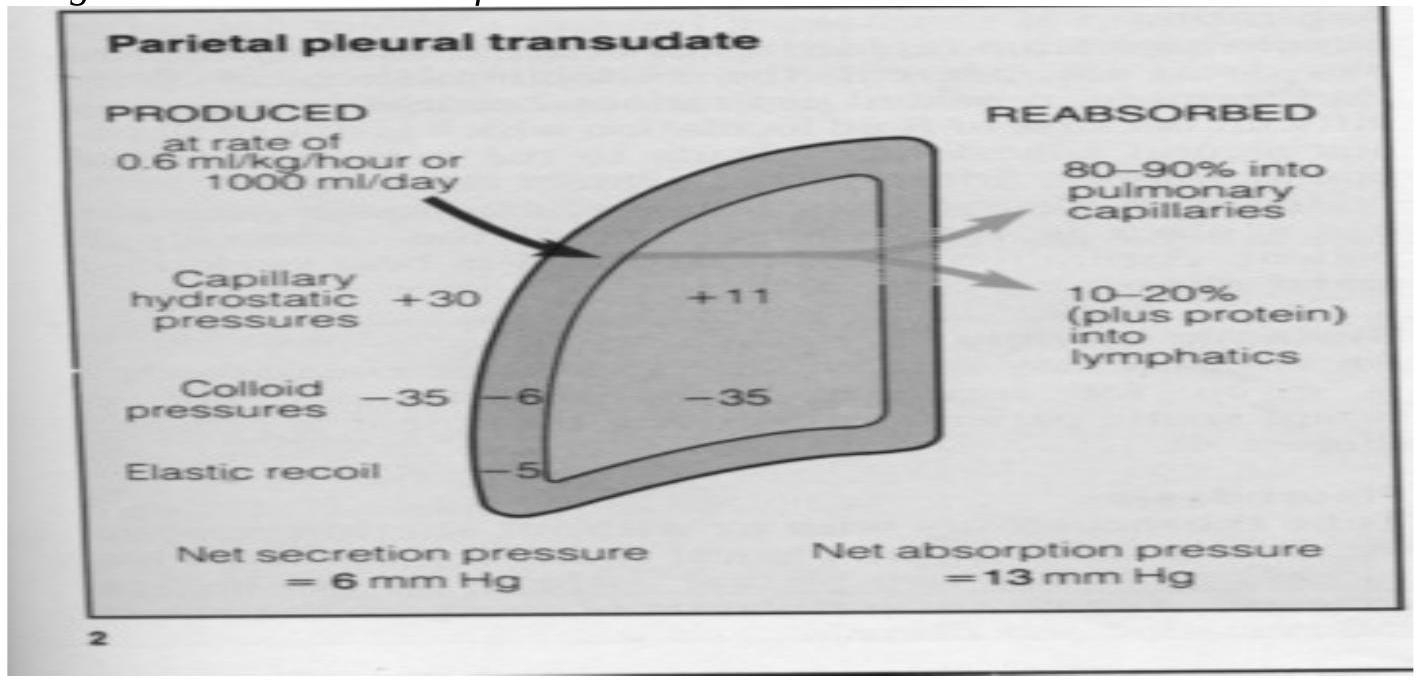 Parietal pleural transudate
PRODUCED
at rate of
0.6 ml/kg/hour or
1000 ml/day
REABSORBED
80–90% into
pulmonary
capillaries
10–20%
(plus protein)
into
lymphatics
Capillary
hydrostatic +30 +11
pressures
Colloid
pressures −35 −6 −35
Elastic recoil −5
Net secretion pressure
= 6 mm Hg
Net absorption pressure
=13 mm Hg
2